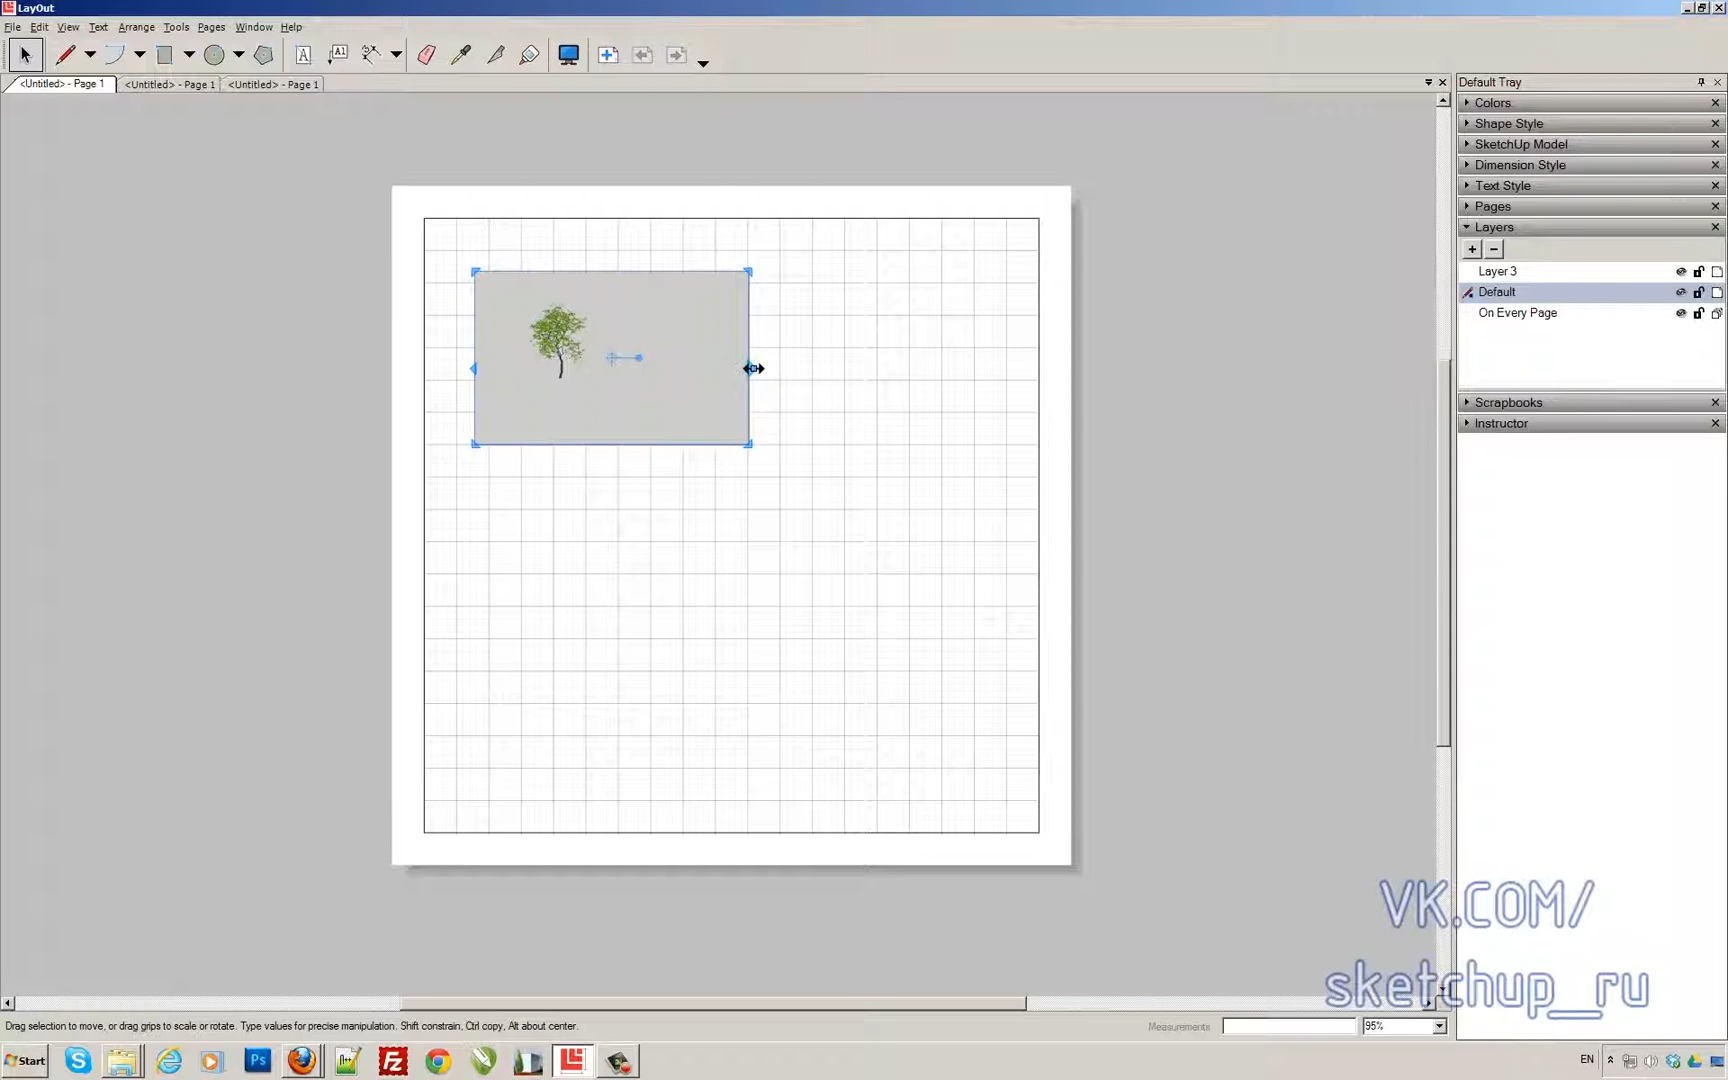 LayOut
File Edit View Text Arrange Tools Pages Window Help
A A1
<Untitled> - Page 1 <Untitled> - Page 1 <Untitled> - Page 1
Default Tray
Colors
Shape Style
SketchUp Model
Dimension Style
Text Style
Pages
Layers
Layer 3
Default
On Every Page
Scrapbooks
Instructor
VK.COM/
sketchup_ru
Drag selection to move, or drag grips to scale or rotate. Type values for precise manipulation. Shift constrain, Ctrl copy, Alt about center.
Measurements 95%
Start Ps Fz EN